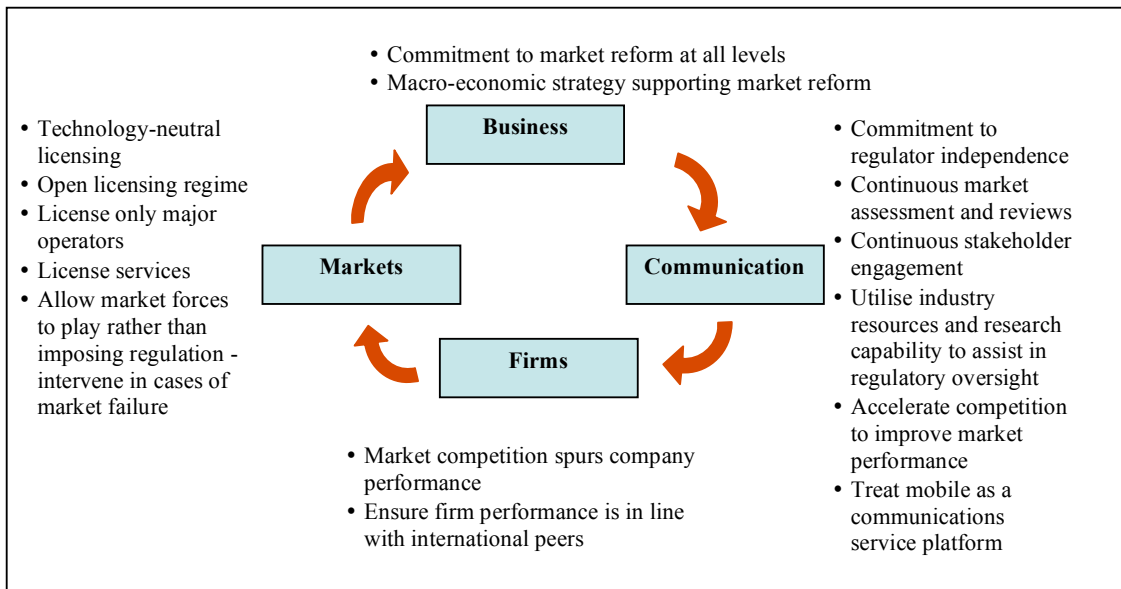 • Commitment to market reform at all levels
• Macro-economic strategy supporting market reform
Business
• Technology-neutral
licensing
• Open licensing regime
• License only major
operators
• License services
• Allow market forces
to play rather than
imposing regulation -
intervene in cases of
market failure
Markets
Communication
• Commitment to
regulator independence
• Continuous market
assessment and reviews
• Continuous stakeholder
engagement
• Utilise industry
resources and research
capability to assist in
regulatory oversight
• Accelerate competition
to improve market
performance
• Treat mobile as a
communications
service platform
Firms
• Market competition spurs company
performance
• Ensure firm performance is in line
with international peers